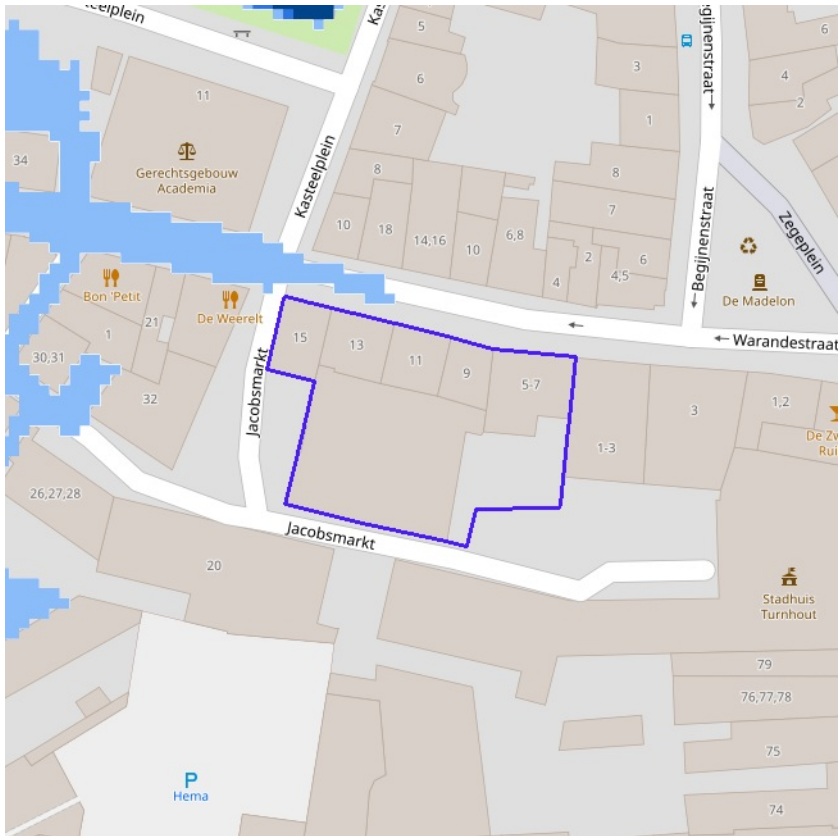 steelplein
Kas
5
6
7
8
10
18
14,16
10
6,8
4
2
4,5
6
7
8
1
3
egijnenstraat
6
4
2
11
Gerechtsgebouw
Academia
34
Kasteelplein
Begijnenstraat
Zegeplein
De Madelon
Warandestraat
Bon 'Petit
De Weerelt
21
1
30,31
32
15
13
11
9
5-7
1-3
3
1,2
De Zw
Rui
Jacobsmarkt
26,27,28
Jacobsmarkt
20
Stadhuis
Turnhout
79
76,77,78
75
74
P
Hema